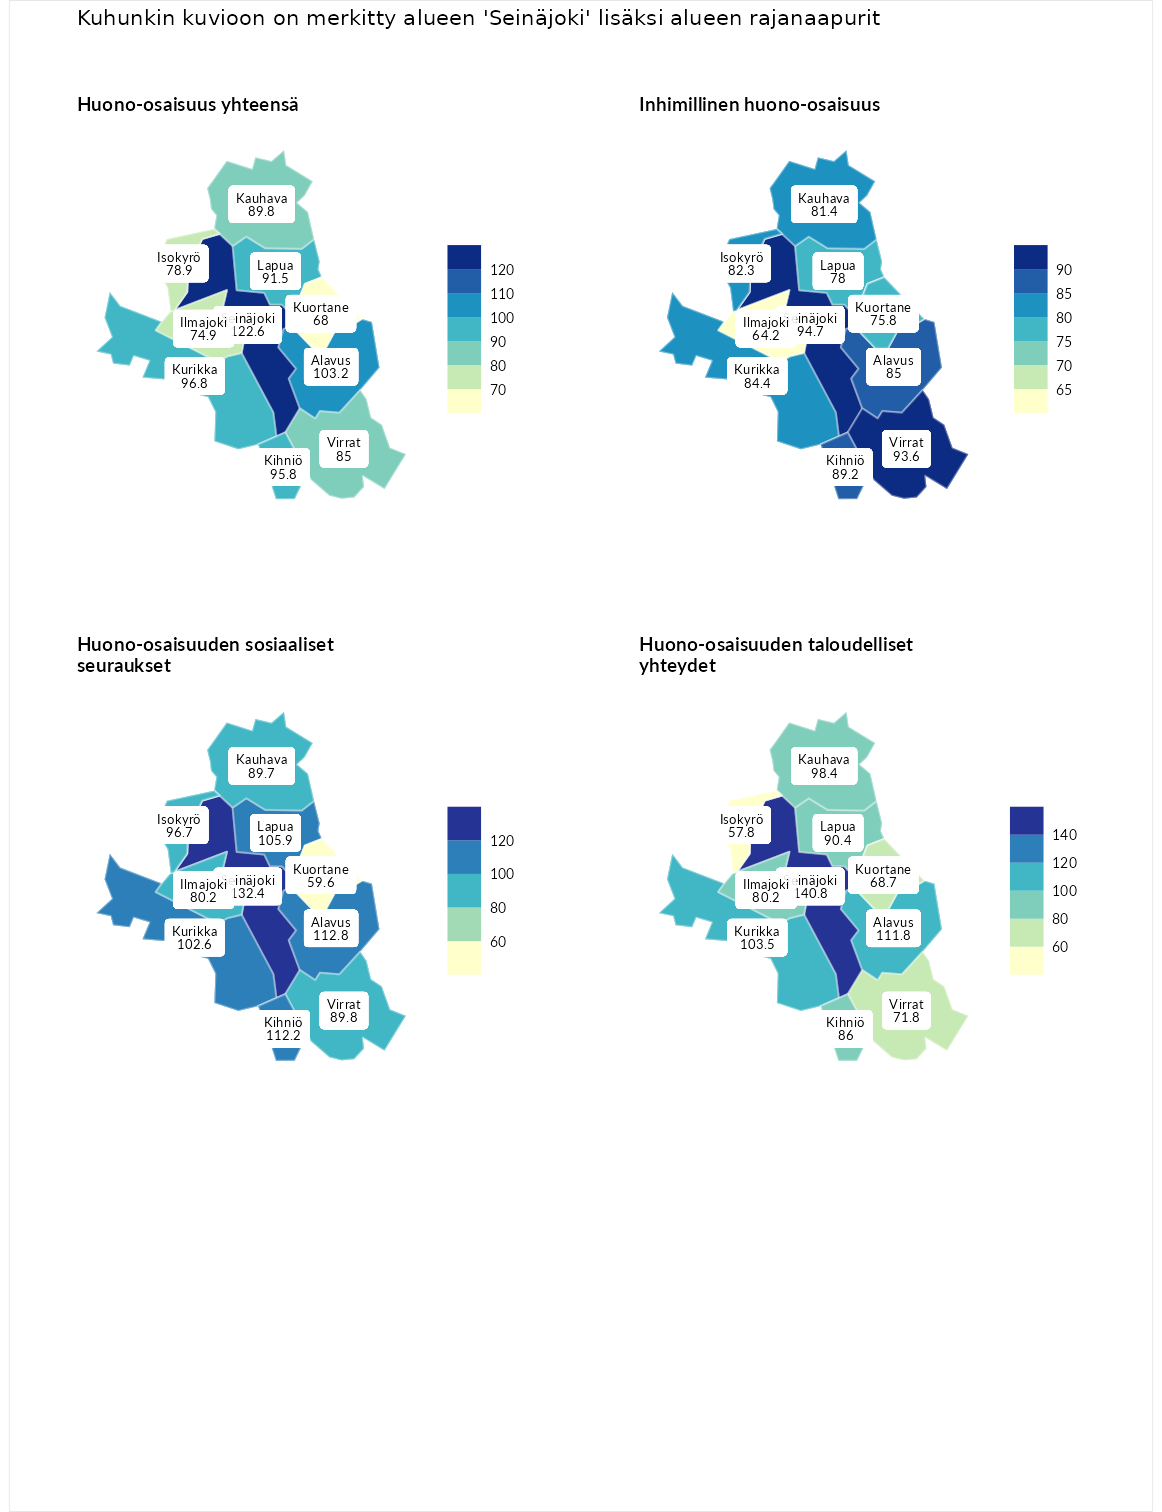 Kuhunkin kuvioon on merkitty alueen 'Seinäjoki' lisäksi alueen rajanaapurit
Huono-osaisuus yhteensä
Kauhava
89.8
Isokyrö
78.9
Lapua
91.5
Kuortane
68
einäjoki
122.6
Ilmajoki
74.9
Alavus
103.2
Kurikka
96.8
Virrat
85
Kihniö
95.8
120
110
100
90
80
70
Inhimillinen huono-osaisuus
Kauhava
81.4
Isokyrö
82.3
Lapua
78
Kuortane
75.8
einäjoki
94.7
Ilmajoki
64.2
Alavus
85
Kurikka
84.4
Virrat
93.6
Kihniö
89.2
90
85
80
75
70
65
Huono-osaisuuden sosiaaliset
seuraukset
Kauhava
89.7
Isokyrö
96.7
Lapua
105.9
Kuortane
59.6
einäjoki
132.4
Ilmajoki
80.2
Alavus
112.8
Kurikka
102.6
Virrat
89.8
Kihniö
112.2
120
100
80
60
Huono-osaisuuden taloudelliset
yhteydet
Kauhava
98.4
Isokyrö
57.8
Lapua
90.4
Kuortane
68.7
einäjoki
140.8
Ilmajoki
80.2
Alavus
111.8
Kurikka
103.5
Virrat
71.8
Kihniö
86
140
120
100
80
60